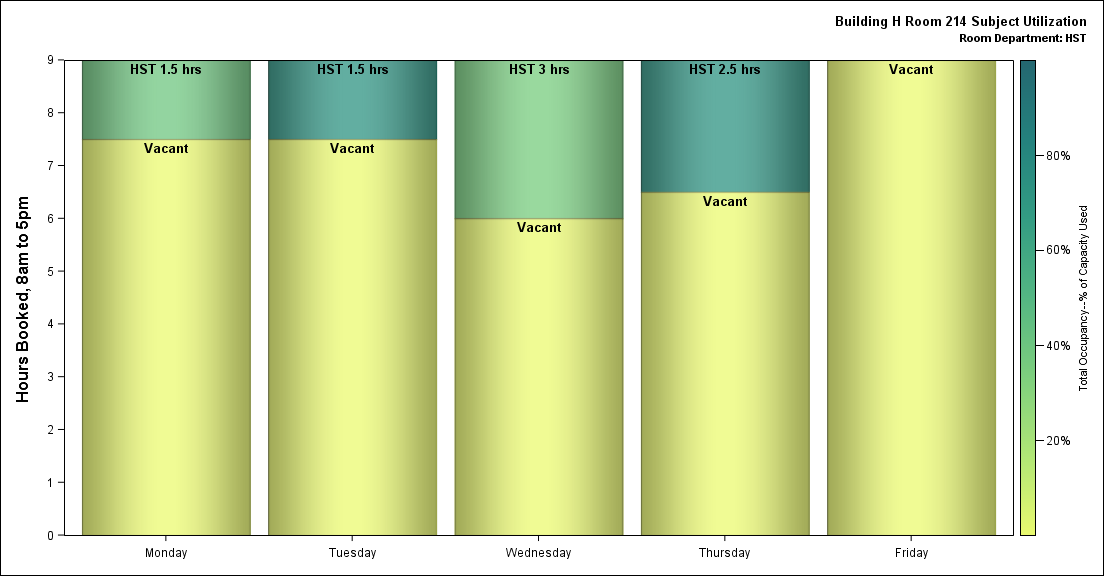 Building H Room 214 Subject Utilization
Room Department: HST
Hours Booked, 8am to 5pm
9
8
7
6
5
4
3
2
1
0
HST 1.5 hrs
Vacant
HST 1.5 hrs
Vacant
HST 3 hrs
Vacant
HST 2.5 hrs
Vacant
Vacant
Monday
Tuesday
Wednesday
Thursday
Friday
80%
60%
40%
20%
Total Occupancy--% of Capacity Used